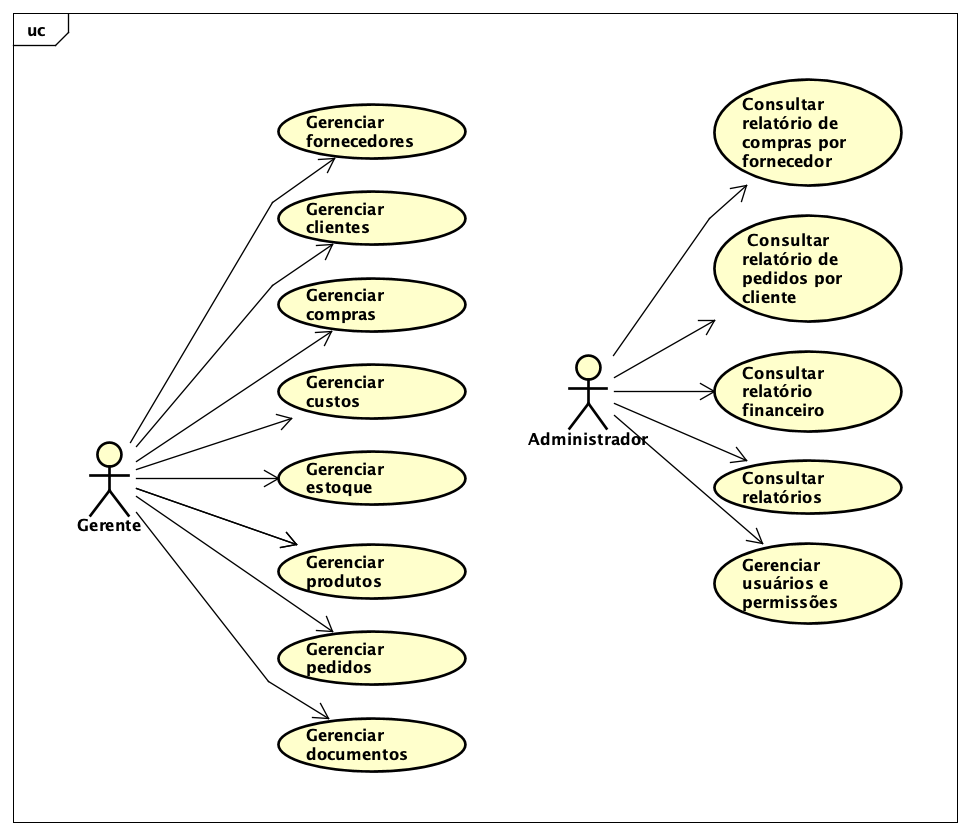 uc
Gerenciar
fornecedores
Gerenciar
clientes
Gerenciar
compras
Gerenciar
custos
Gerenciar
estoque
Gerente
Gerenciar
produtos
Gerenciar
pedidos
Gerenciar
documentos
Consultar
relatório de
compras por
fornecedor
Consultar
relatório de
pedidos por
cliente
Consultar
relatório
financeiro
Administrador
Consultar
relatórios
Gerenciar
usuários e
permissões